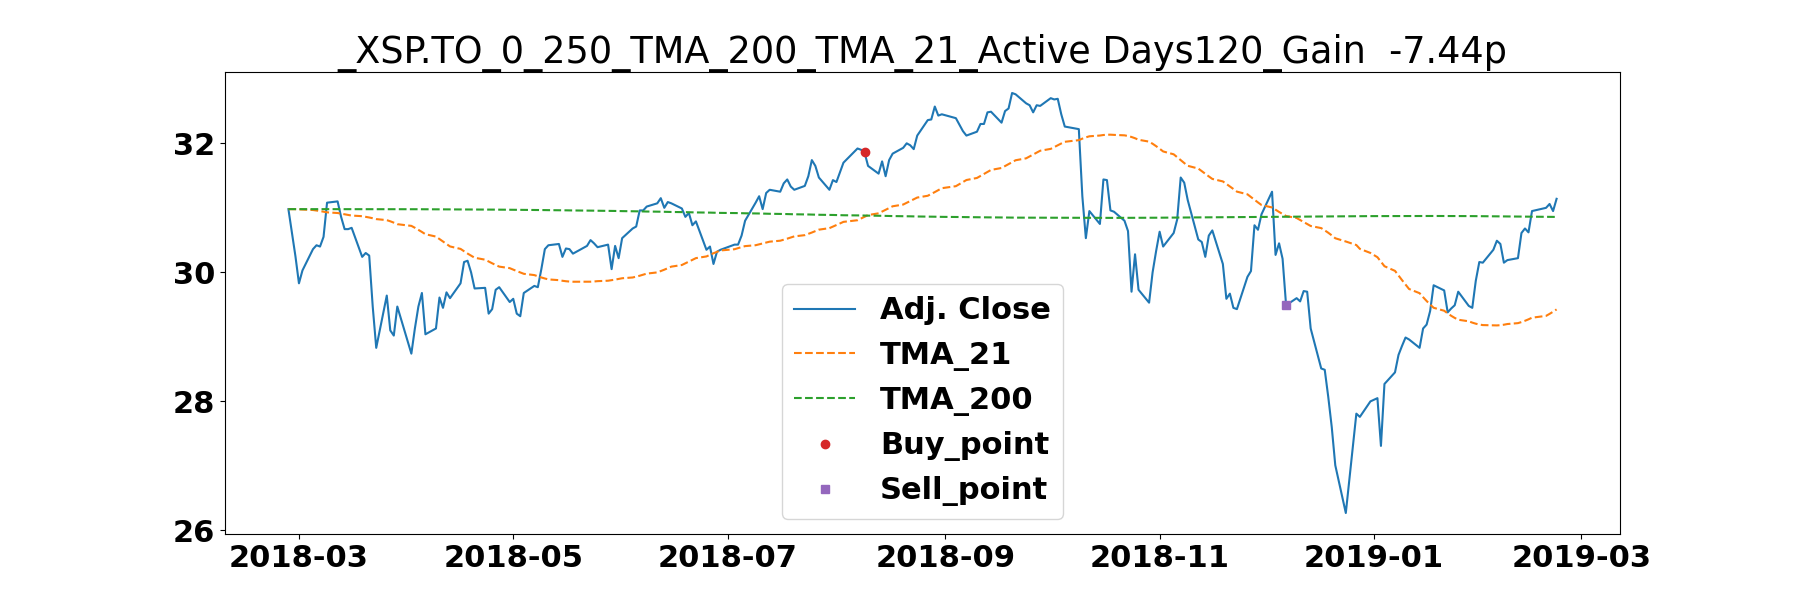 _XSP.TO_0_250_TMA_200_TMA_21_Active Days120_Gain  -7.44p
32
30
28
26
Adj. Close
TMA_21
TMA_200
Buy_point
Sell_point
2018-03 2018-05 2018-07 2018-09 2018-11 2019-01 2019-03